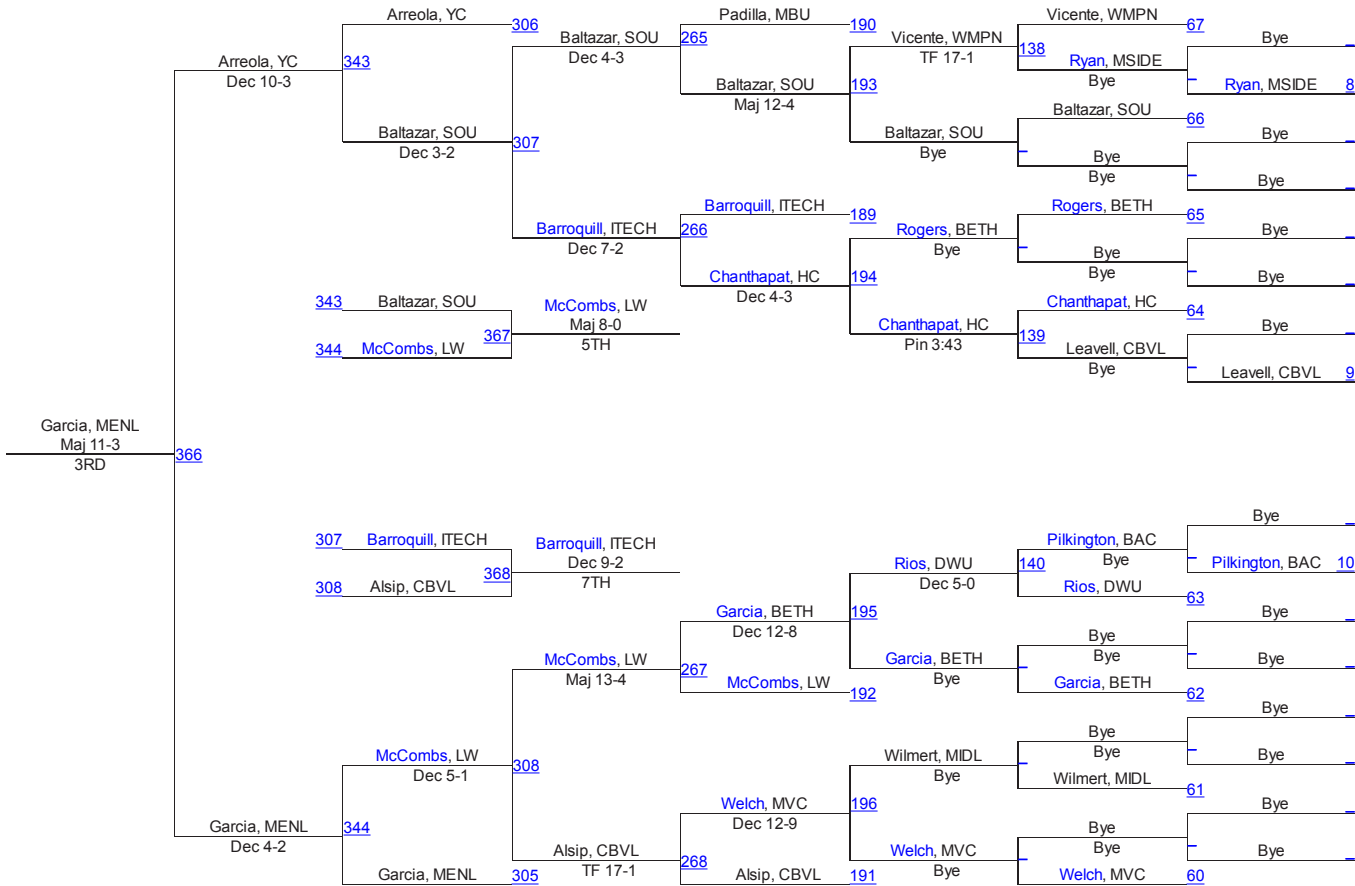 Arreola, YC
306
Padilla, MBU
190
Vicente, WMPN
67
Baltazar, SOU
265
Dec 4-3
Vicente, WMPN
TF 17-1
138
Bye
Arreola, YC
343
Dec 10-3
Ryan, MSIDE
Bye
Baltazar, SOU
193
Maj 12-4
Ryan, MSIDE
8
Baltazar, SOU
66
Baltazar, SOU
307
Dec 3-2
Baltazar, SOU
Bye
Bye
Bye
Bye
Bye
Barroquill, ITECH
189
Rogers, BETH
65
Barroquill, ITECH
266
Dec 7-2
Rogers, BETH
Bye
Bye
Bye
Bye
Chanthapat, HC
194
Dec 4-3
Bye
343
Baltazar, SOU
McCombs, LW
Maj 8-0
367
5TH
Chanthapat, HC
64
Chanthapat, HC
139
Pin 3:43
Bye
344
McCombs, LW
Leavell, CBVL
Bye
Leavell, CBVL
9
Garcia, MENL
Maj 11-3
366
3RD
Bye
307
Barroquill, ITECH
Barroquill, ITECH
Dec 9-2
368
7TH
Pilkington, BAC
Bye
Pilkington, BAC
10
Rios, DWU
140
Dec 5-0
308
Alsip, CBVL
Rios, DWU
63
Garcia, BETH
195
Dec 12-8
Bye
Bye
Bye
McCombs, LW
267
Maj 13-4
Garcia, BETH
Bye
Bye
McCombs, LW
192
Garcia, BETH
62
Bye
Bye
Bye
McCombs, LW
308
Dec 5-1
Wilmert, MIDL
Bye
Bye
Wilmert, MIDL
61
Welch, MVC
196
Dec 12-9
Bye
Garcia, MENL
344
Dec 4-2
Bye
Bye
Alsip, CBVL
268
TF 17-1
Welch, MVC
Bye
Bye
Garcia, MENL
305
Alsip, CBVL
191
Welch, MVC
60